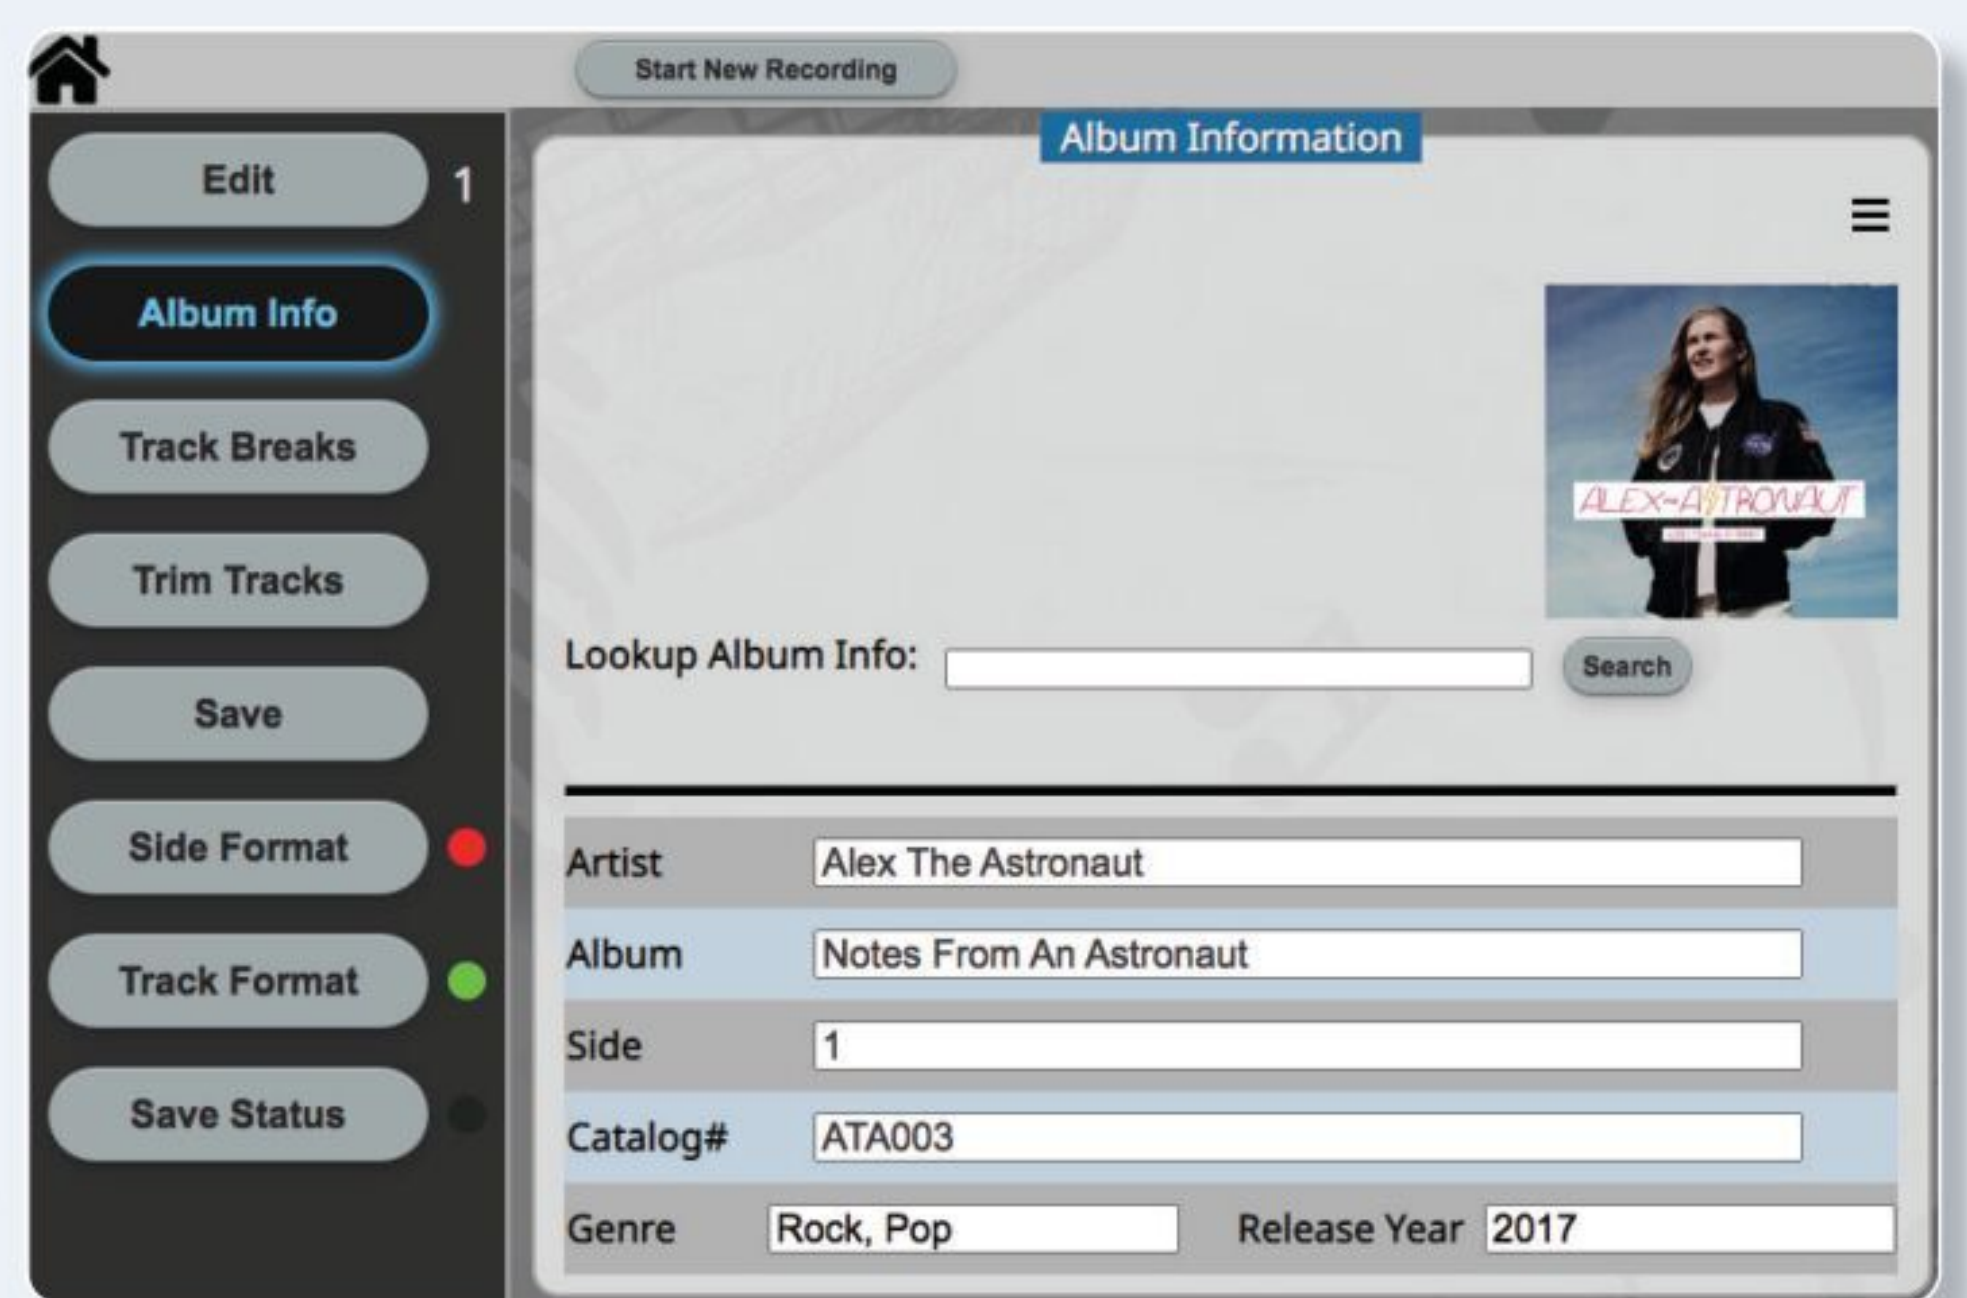 Start New Recording
Album Information
Edit 1
Album Info
Track Breaks
Trim Tracks
Save
Side Format
Track Format
Save Status
ALEX THE ASTRONAUT
Lookup Album Info: Search
Artist Alex The Astronaut
Album Notes From An Astronaut
Side 1
Catalog# ATA003
Genre Rock, Pop Release Year 2017